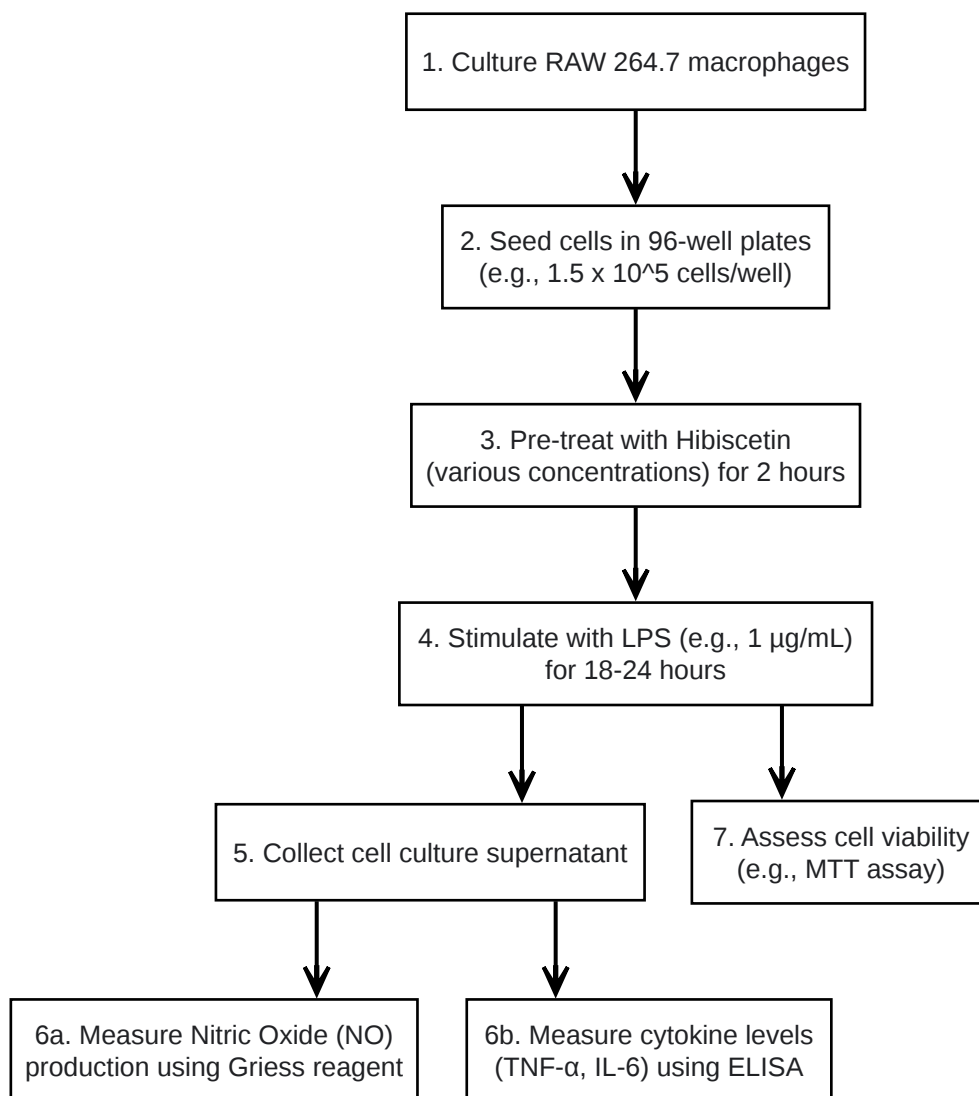 1. Culture RAW 264.7 macrophages
2. Seed cells in 96-well plates
(e.g., 1.5 x 10^5 cells/well)
3. Pre-treat with Hibiscetin
(various concentrations) for 2 hours
4. Stimulate with LPS (e.g., 1 µg/mL)
for 18-24 hours
5. Collect cell culture supernatant
7. Assess cell viability
(e.g., MTT assay)
6a. Measure Nitric Oxide (NO)
production using Griess reagent
6b. Measure cytokine levels
(TNF-α, IL-6) using ELISA